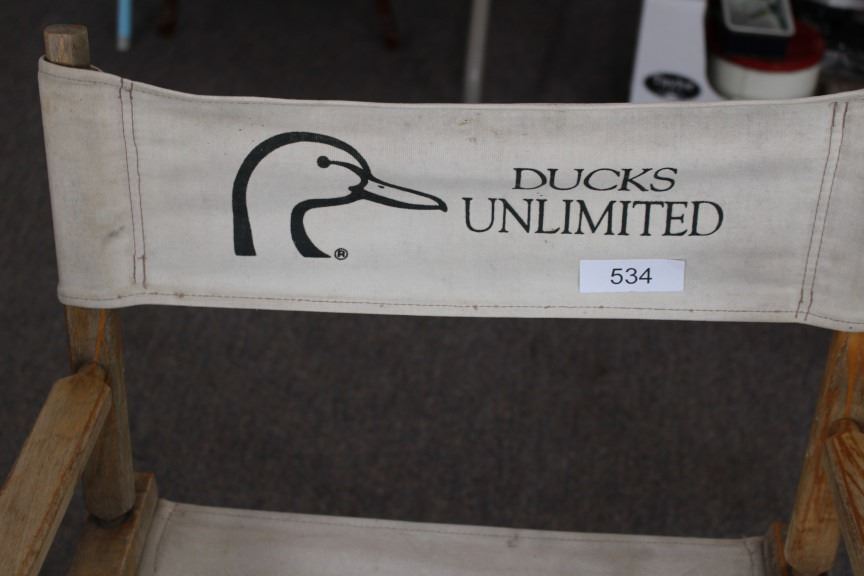 DUCKS
UNLIMITED
®
534